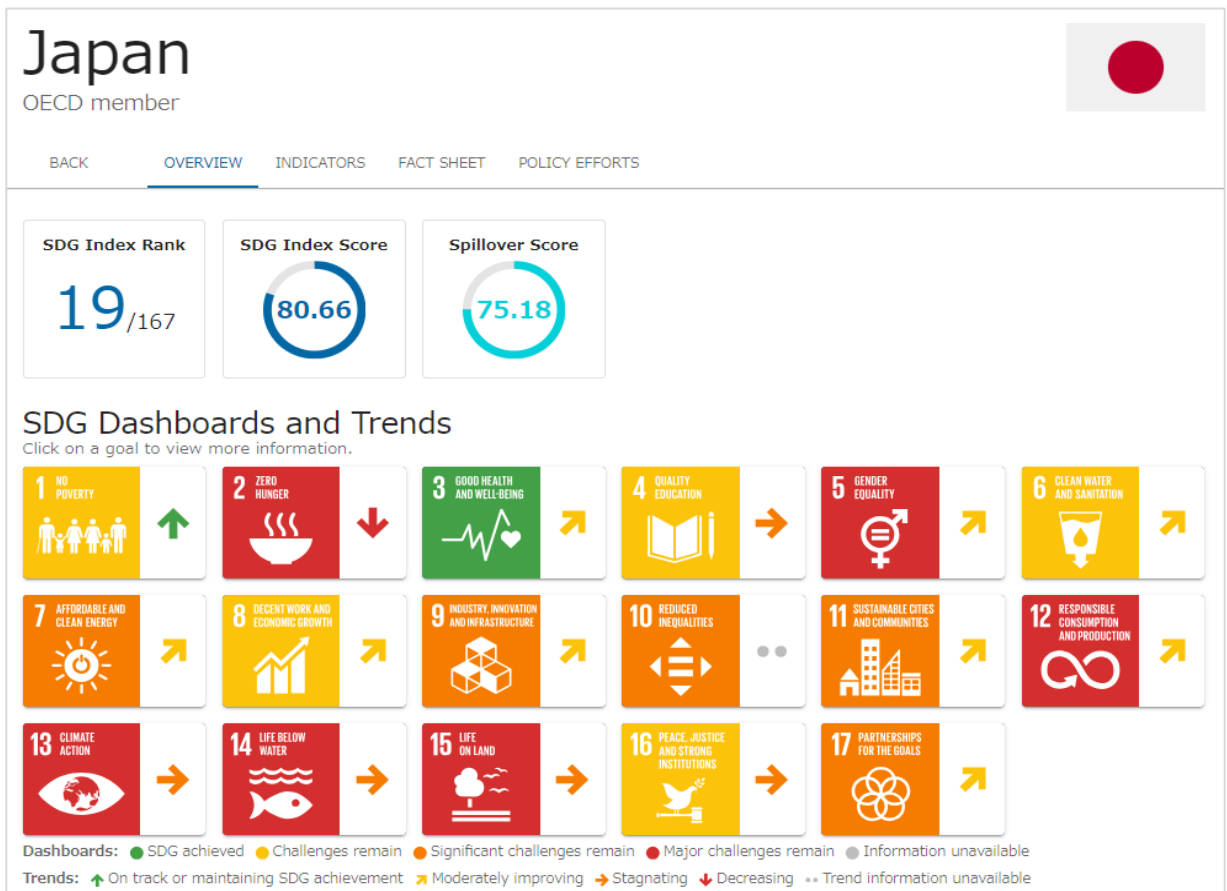 Japan
OECD member
BACK OVERVIEW INDICATORS FACT SHEET POLICY EFFORTS
SDG Index Rank
19/167
SDG Index Score
80.66
Spillover Score
75.18
SDG Dashboards and Trends
Click on a goal to view more information.
1 NO
POVERTY
2 ZERO
HUNGER
3 GOOD HEALTH
AND WELL-BEING
4 QUALITY
EDUCATION
5 GENDER
EQUALITY
6 CLEAN WATER
AND SANITATION
7 AFFORDABLE AND
CLEAN ENERGY
8 DECENT WORK AND
ECONOMIC GROWTH
9 INDUSTRY, INNOVATION
AND INFRASTRUCTURE
10 REDUCED
INEQUALITIES
11 SUSTAINABLE CITIES
AND COMMUNITIES
12 RESPONSIBLE
CONSUMPTION
AND PRODUCTION
13 CLIMATE
ACTION
14 LIFE BELOW
WATER
15 LIFE
ON LAND
16 PEACE, JUSTICE
AND STRONG
INSTITUTIONS
17 PARTNERSHIPS
FOR THE GOALS
Dashboards: SDG achieved Challenges remain Significant challenges remain Major challenges remain Information unavailable
Trends: On track or maintaining SDG achievement Moderately improving Stagnating Decreasing Trend information unavailable